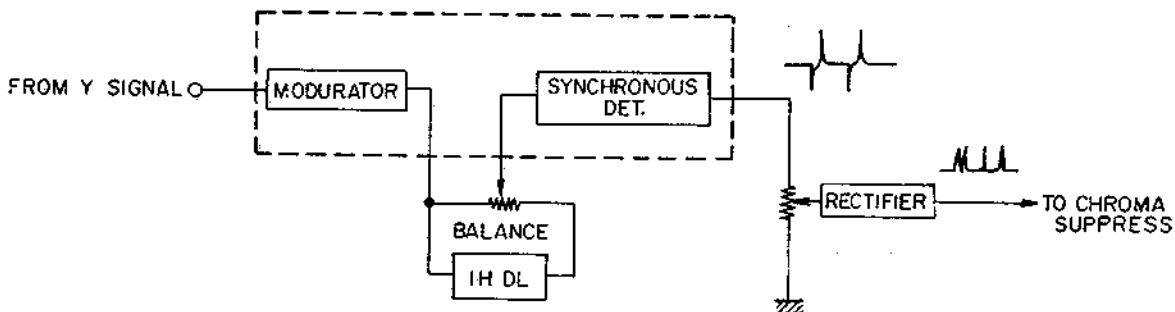 FROM Y SIGNAL
MODURATOR
SYNCHRONOUS
DET.
BALANCE
1H DL
RECTIFIER
TO CHROMA
SUPPRESS